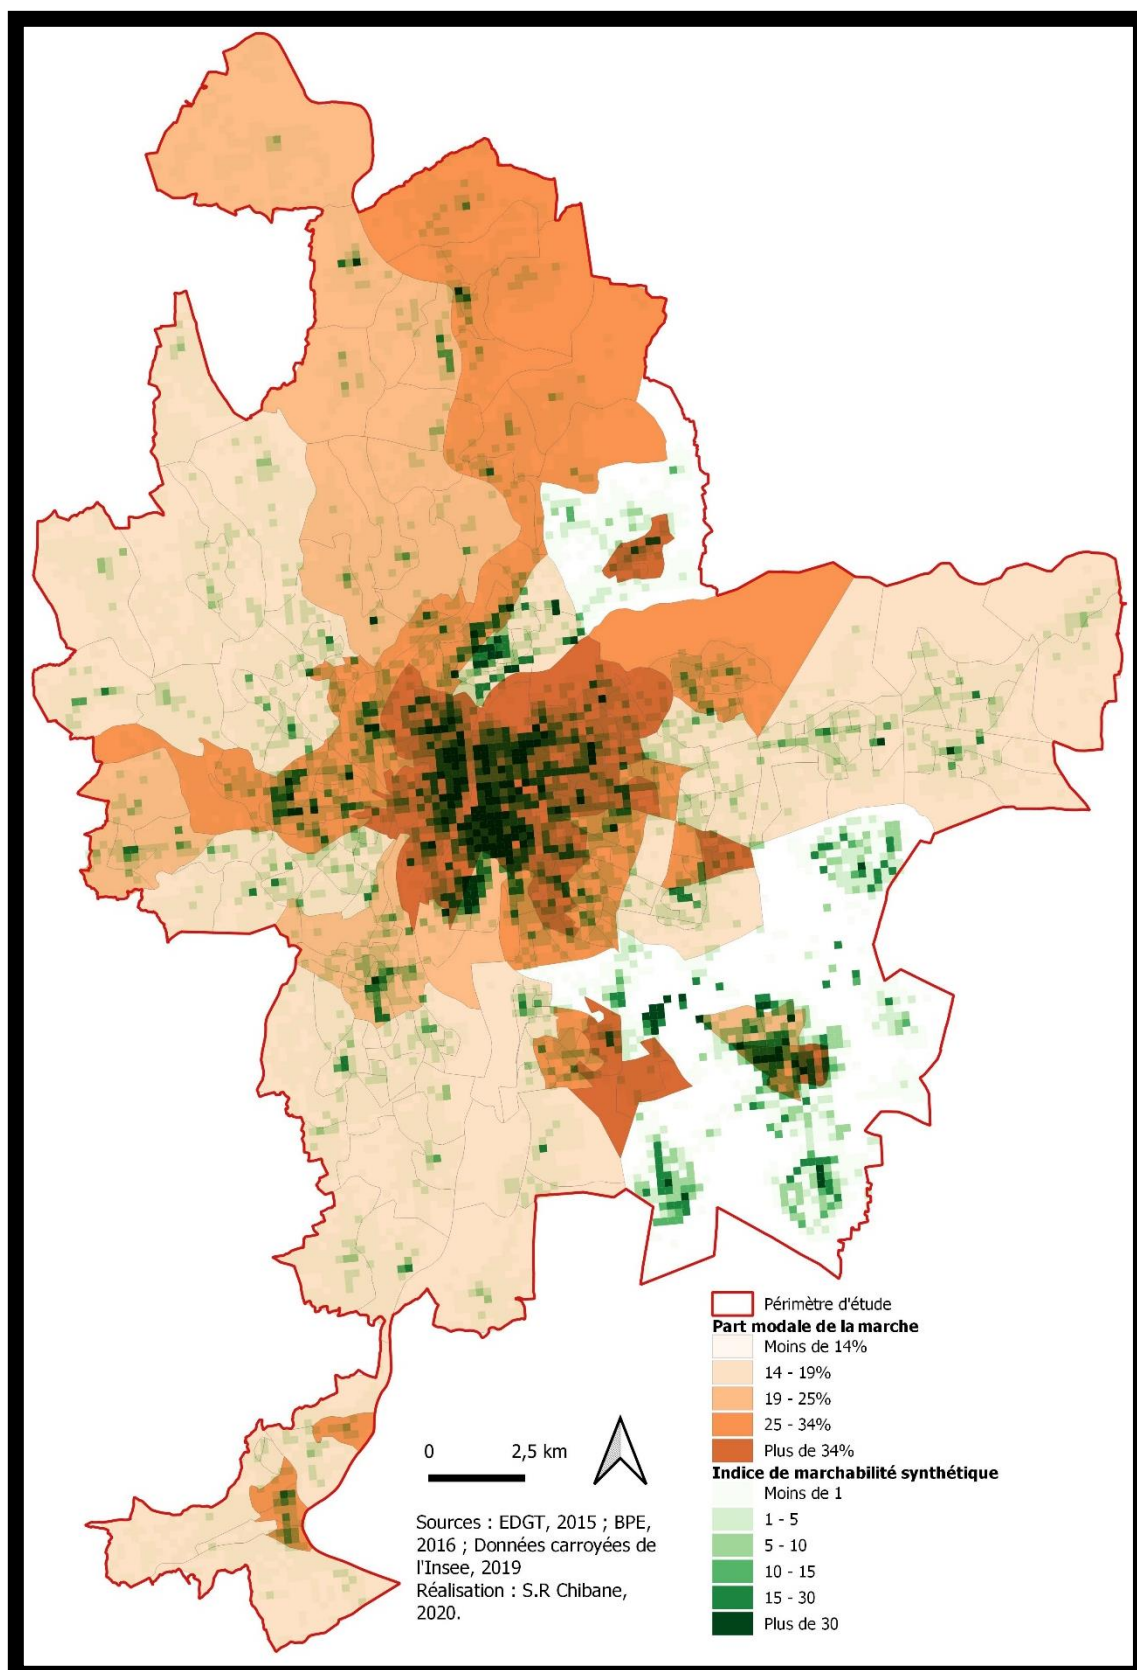 Périmètre d'étude
Part modale de la marche
Moins de 14%
14 - 19%
19 - 25%
25 - 34%
Plus de 34%
Indice de marchabilité synthétique
Moins de 1
1 - 5
5 - 10
10 - 15
15 - 30
Plus de 30
0 2,5 km
Sources : EDGT, 2015 ; BPE,
2016 ; Données carroyées de
l'Insee, 2019
Réalisation : S.R Chibane,
2020.